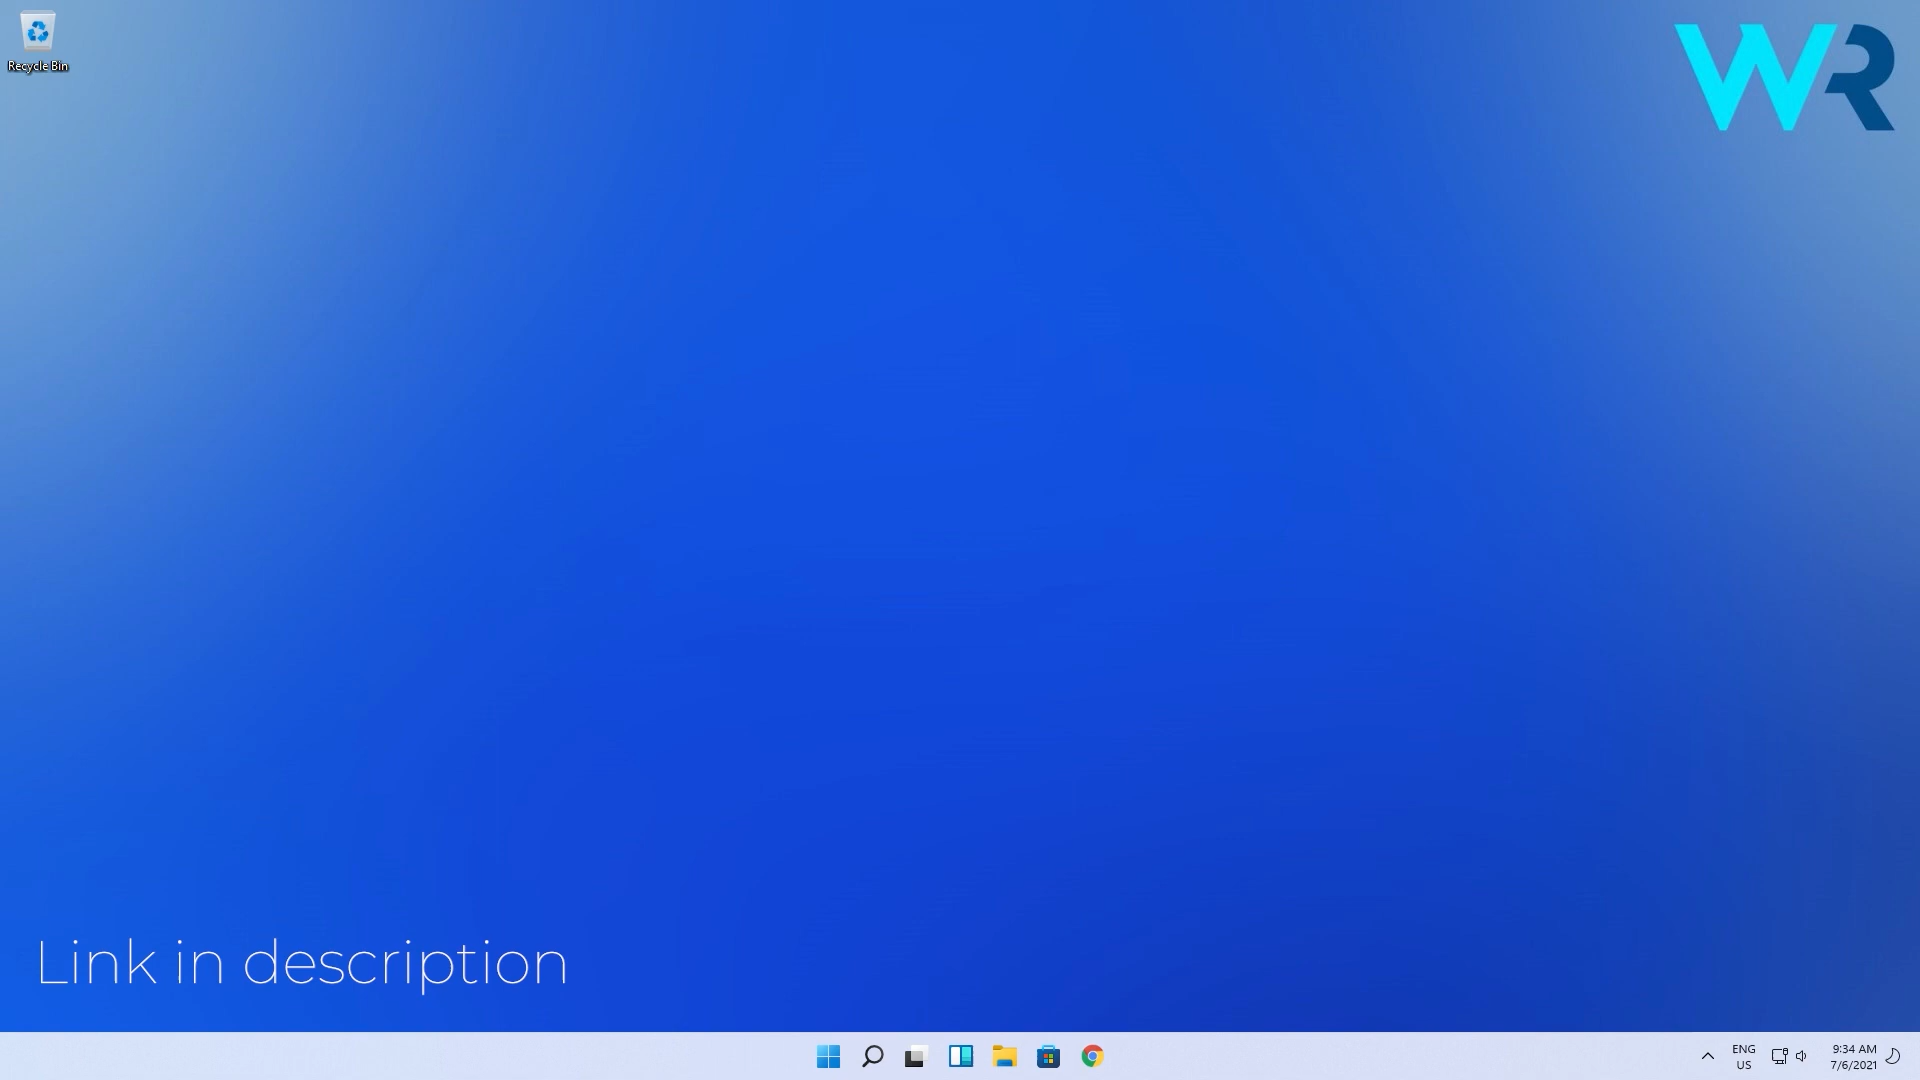 Recycle Bin
WR
Link in description
ENG
US
9:34 AM
7/6/2021